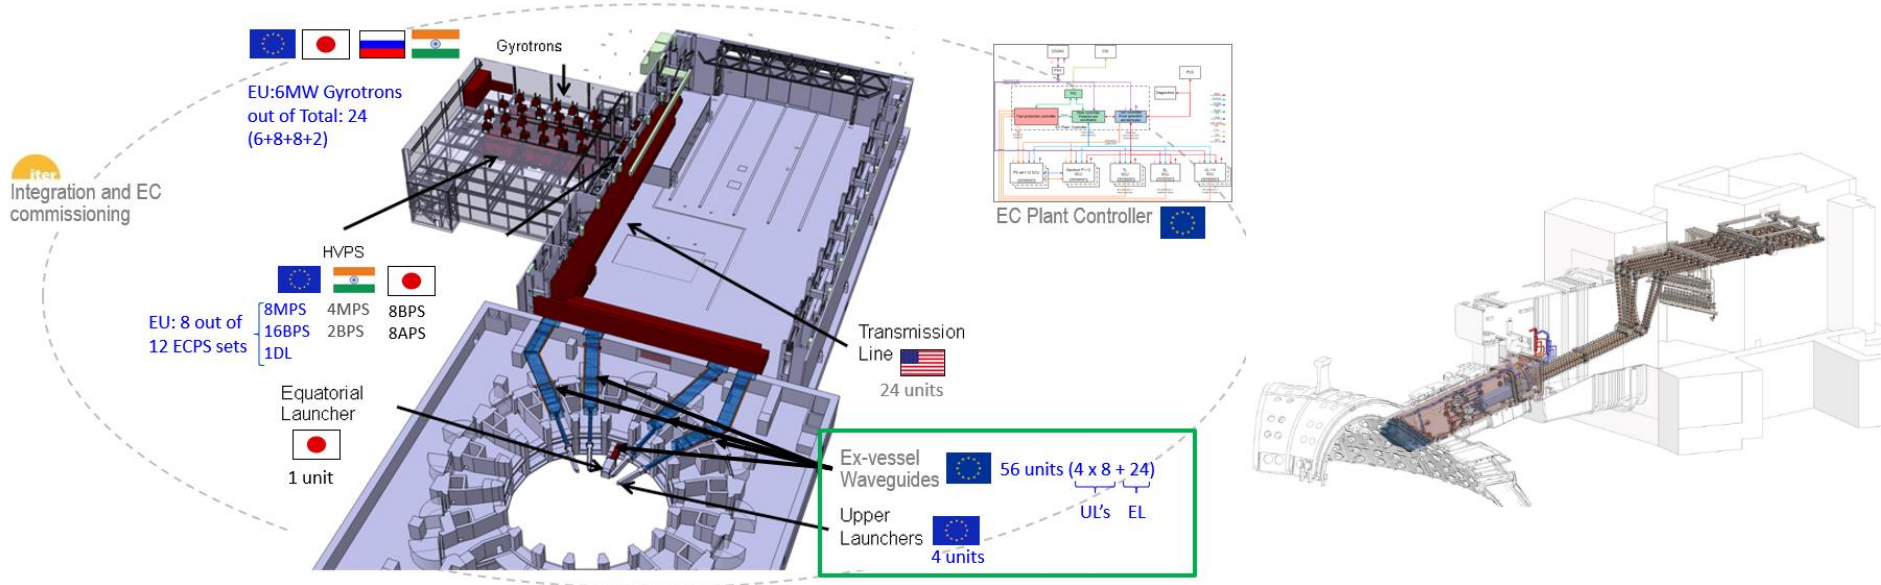 Gyrotrons
EU:6MW Gyrotrons
out of Total: 24
(6+8+8+2)
iter
Integration and EC
commissioning
HVPS
EU: 8 out of
12 ECPS sets
8MPS
16BPS
1DL
4MPS
2BPS
8BPS
8APS
Equatorial
Launcher
1 unit
Transmission
Line
24 units
Ex-vessel
Waveguides
56 units (4 x 8 + 24)
UL's
EL
Upper
Launchers
4 units
EC Plant Controller